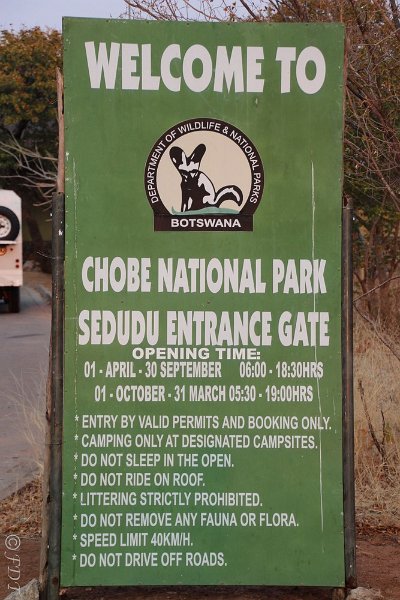 WELCOME TO
DEPARTMENT OF WILDLIFE & NATIONAL PARKS
BOTSWANA
CHOBE NATIONAL PARK
SEDUDU ENTRANCE GATE
OPENING TIME:
01 - APRIL - 30 SEPTEMBER 06:00 - 18:30HRS
01 - OCTOBER - 31 MARCH 05:30 - 19:00HRS
* ENTRY BY VALID PERMITS AND BOOKING ONLY.
* CAMPING ONLY AT DESIGNATED CAMPSITES.
* DO NOT SLEEP IN THE OPEN.
* DO NOT RIDE ON ROOF.
* LITTERING STRICTLY PROHIBITED.
* DO NOT REMOVE ANY FAUNA OR FLORA.
* SPEED LIMIT 40KM/H.
* DO NOT DRIVE OFF ROADS.
© FDT